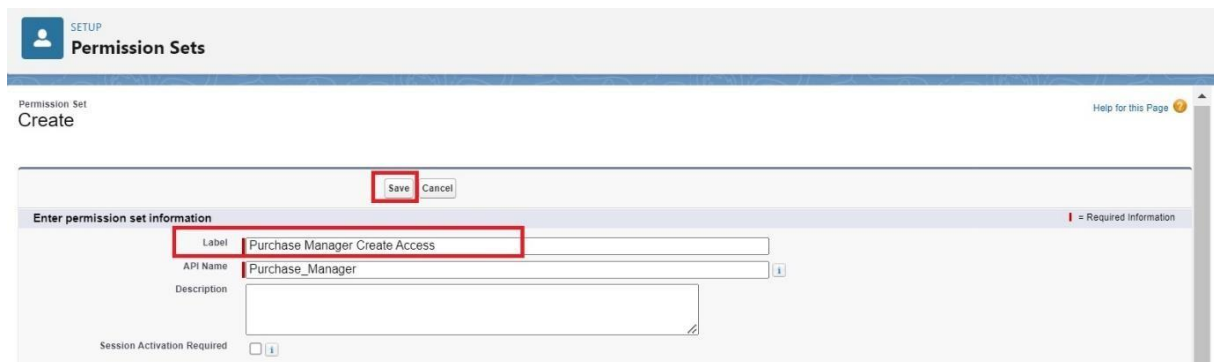 SETUP
Permission Sets
Permission Set
Create
Help for this Page
Save Cancel
Enter permission set information
= Required Information
Label Purchase Manager Create Access
API Name Purchase_Manager
Description
Session Activation Required